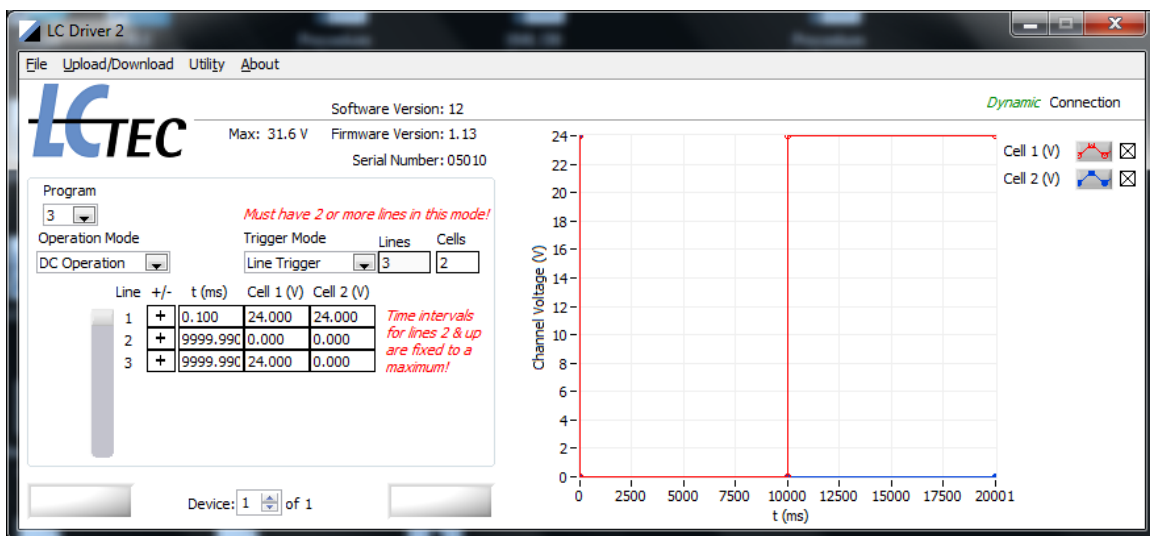 LC Driver 2
File Upload/Download Utility About
LCTEC
Software Version: 12
Max: 31.6 V Firmware Version: 1.13
Serial Number: 05010
Dynamic Connection
Program
3
Must have 2 or more lines in this mode!
Operation Mode Trigger Mode Lines Cells
DC Operation Line Trigger 3 2
Line +/- t (ms) Cell 1 (V) Cell 2 (V)
1 + 0.100 24.000 24.000
2 + 9999.990 0.000 0.000
3 + 9999.990 24.000 0.000
Time intervals
for lines 2 & up
are fixed to a
maximum!
Device: 1 of 1
Channel Voltage (V)
24
22
20
18
16
14
12
10
8
6
4
2
0
0 2500 5000 7500 10000 12500 15000 17500 20001
t (ms)
Cell 1 (V)
Cell 2 (V)